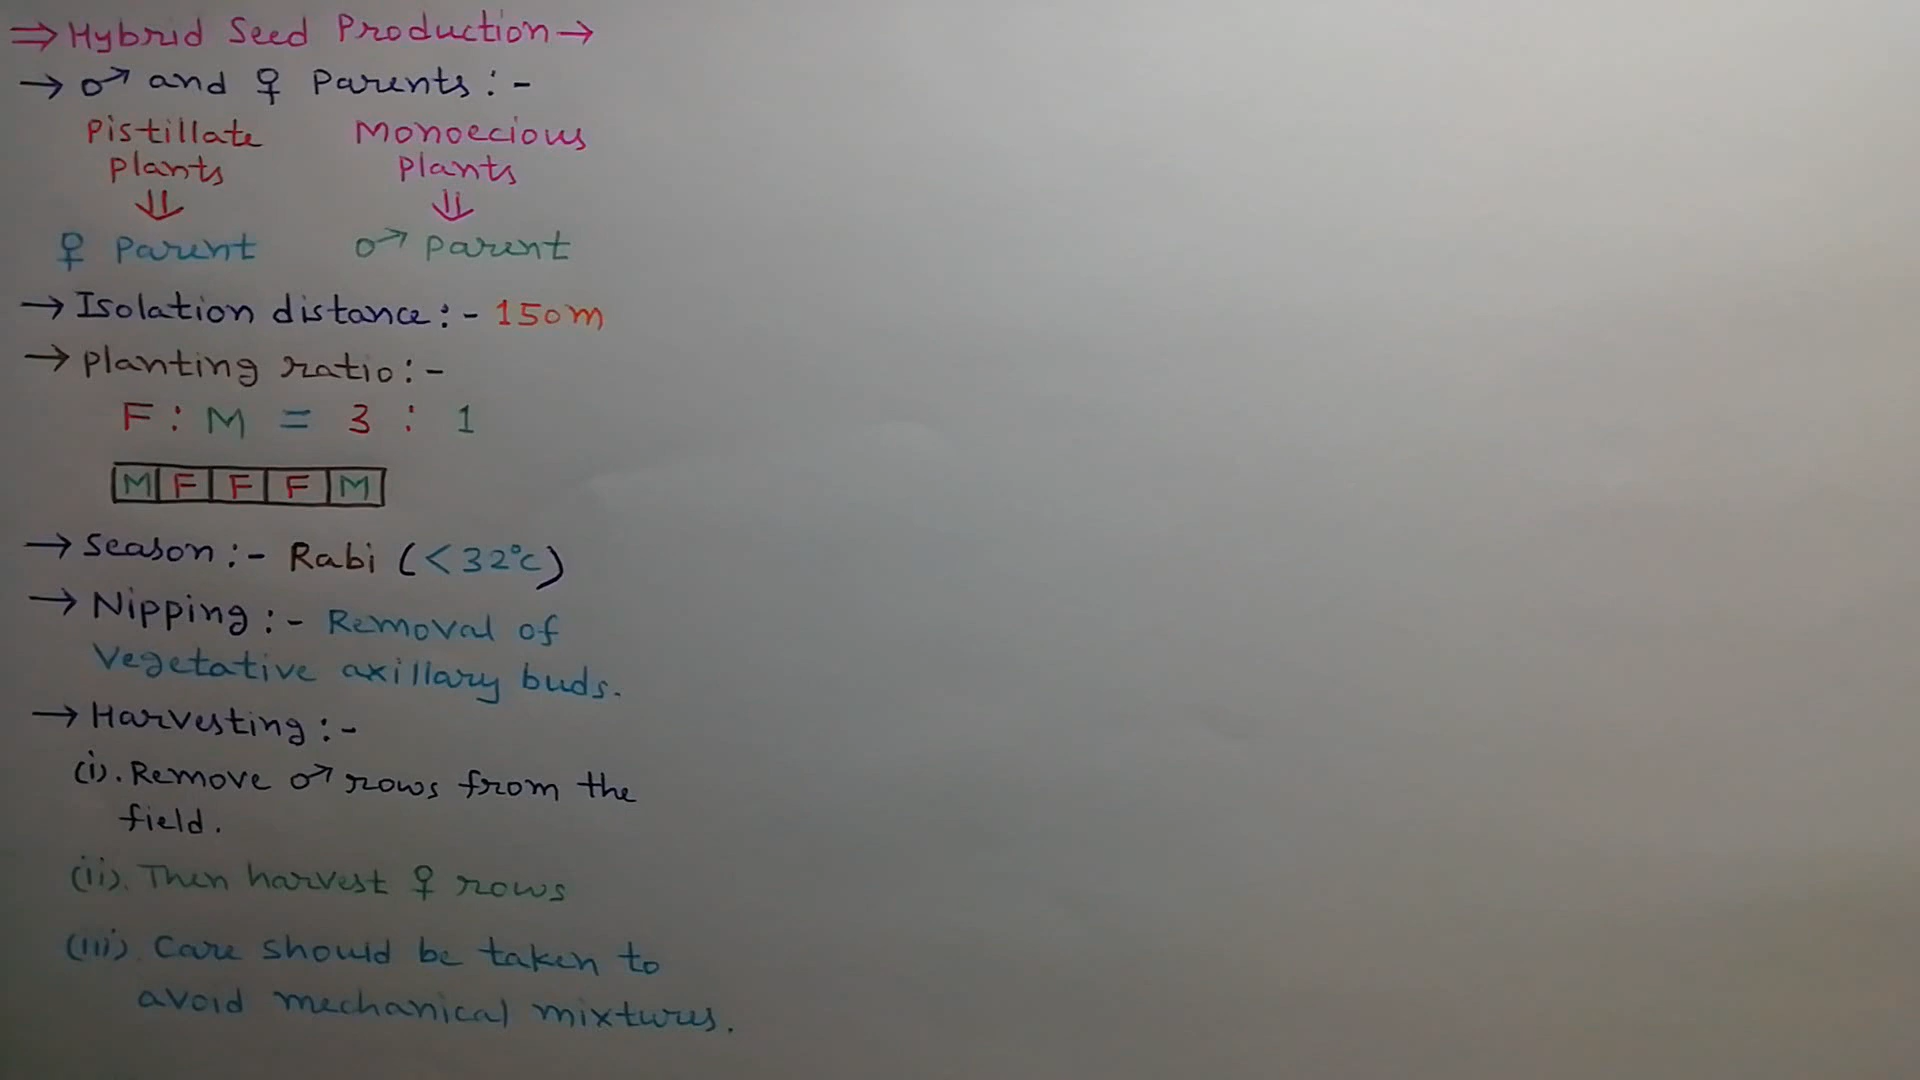 ⇒ Hybrid Seed Production →
→ ♂ and ♀ Parents :-
Pistillate Monoecious
Plants Plants
⇓ ⇓
♀ Parent ♂ parent
→ Isolation distance :- 150m
→ Planting ratio :-
F : M = 3 : 1
M F F F M
→ Season :- Rabi (<32°c)
→ Nipping :- Removal of
Vegetative axillary buds.
→ Harvesting :-
(i). Remove ♂ rows from the
field.
(ii). Then harvest ♀ rows
(iii). Care should be taken to
avoid mechanical mixtures.